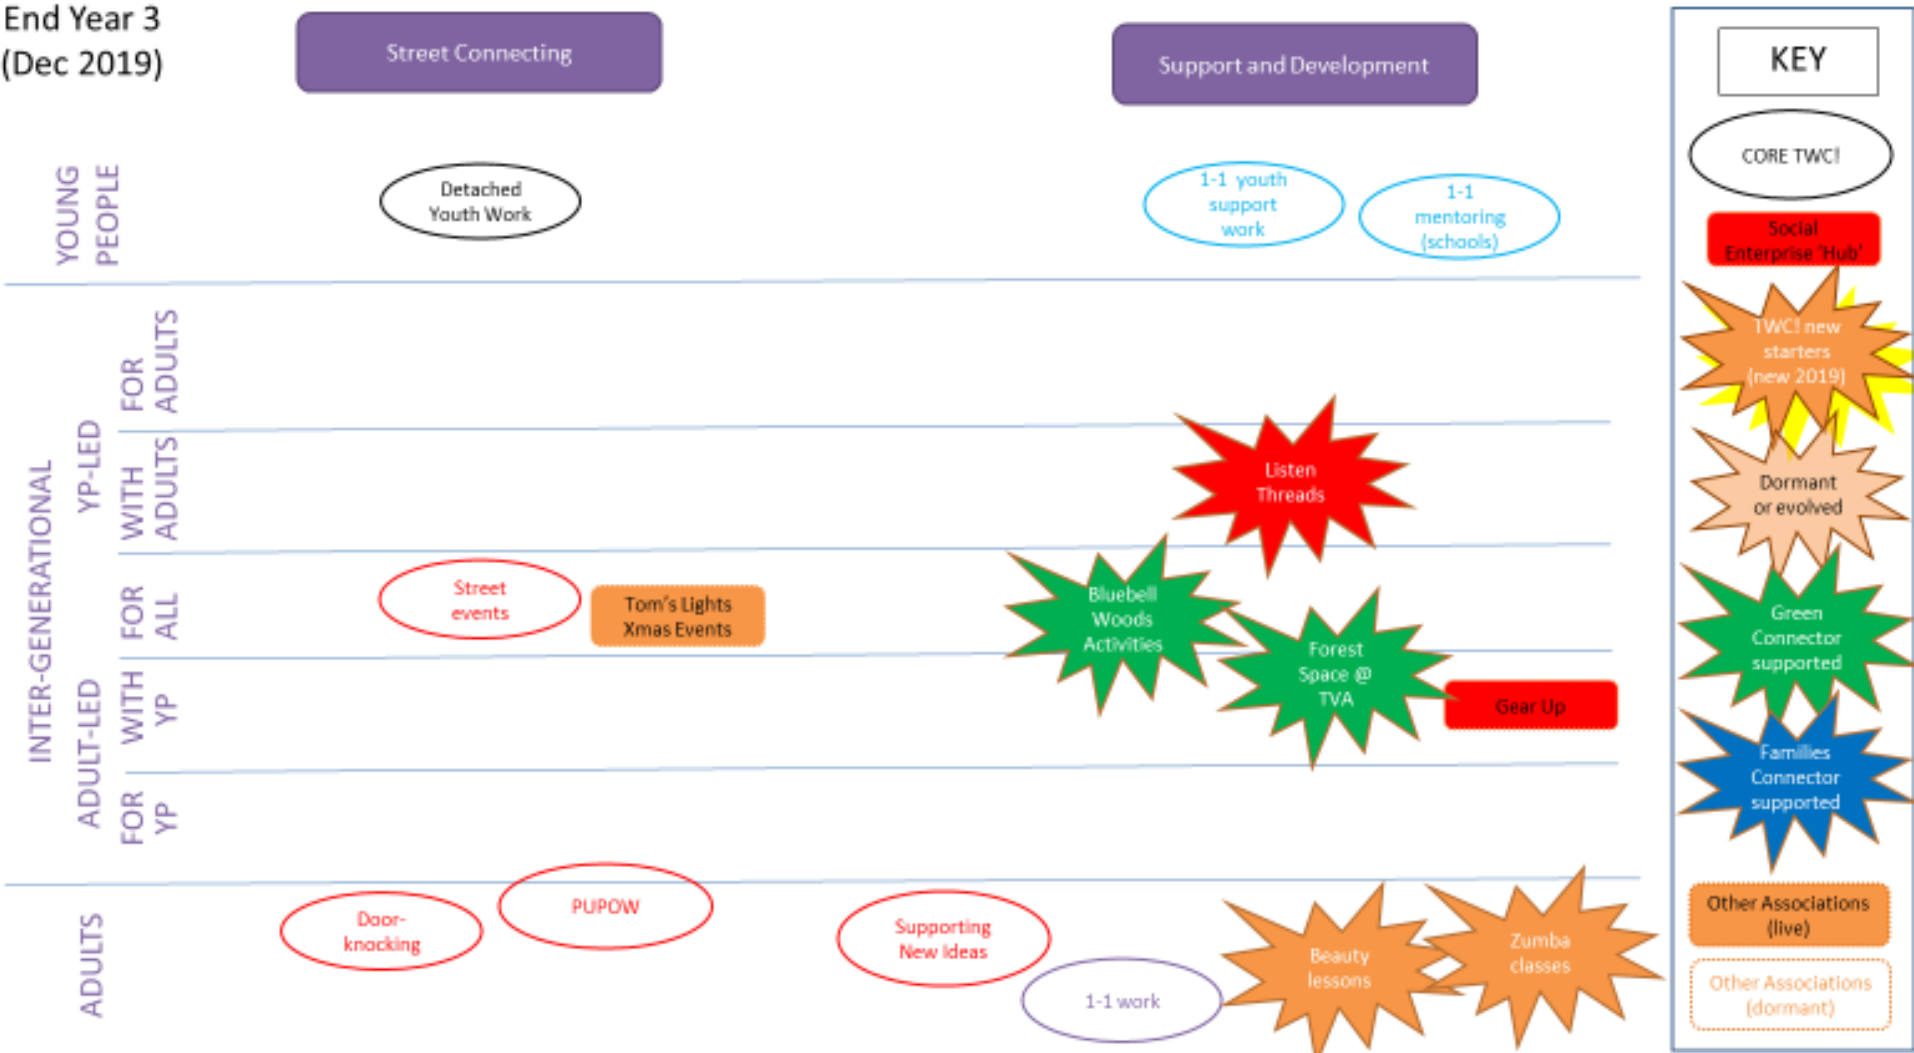 End Year 3
(Dec 2019)
Street Connecting
Support and Development
YOUNG
PEOPLE
Detached
Youth Work
1-1 youth
support
work
1-1
mentoring
(schools)
INTER-GENERATIONAL
YP-LED
FOR
ADULTS
WITH
ADULTS
Listen
Threads
FOR
ALL
Street
events
Tom's Lights
Xmas Events
Bluebell
Woods
Activities
Forest
Space @
TVA
ADULT-LED
WITH
YP
Gear Up
FOR
YP
ADULTS
Door-
knocking
PUPOW
Supporting
New Ideas
1-1 work
Beauty
lessons
Zumba
classes
KEY
CORE TWC!
Social
Enterprise 'Hub'
TWC! new
starters
(new 2019)
Dormant
or evolved
Green
Connector
supported
Families
Connector
supported
Other Associations
(live)
Other Associations
(dormant)